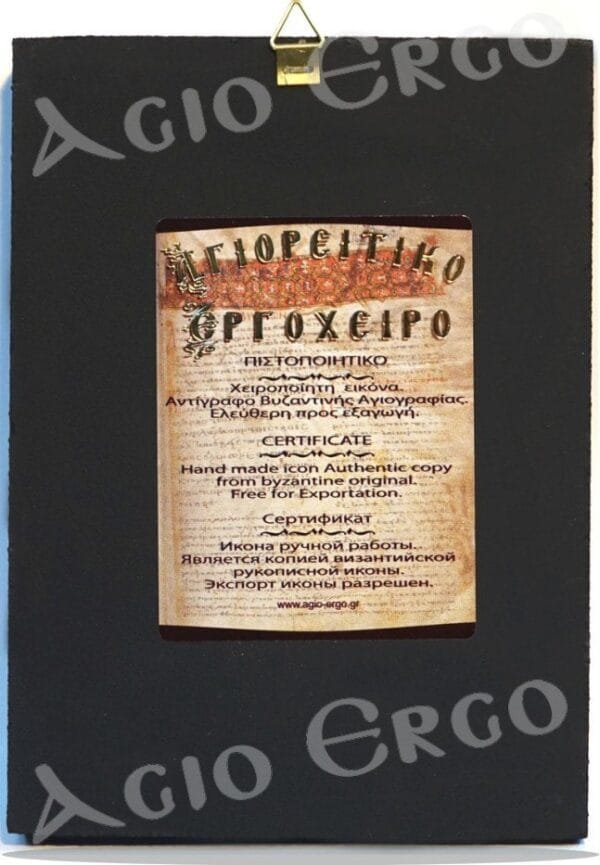 Agio Ergo
ΑΓΙΟΡΕΙΤΙΚΟ
ΕΡΓΟΧΕΙΡΟ
ΠΙΣΤΟΠΟΙΗΤΙΚΟ
Χειροποίητη εικόνα.
Αντίγραφο Βυζαντινής Αγιογραφίας.
Ελεύθερη προς εξαγωγή.
CERTIFICATE
Hand made icon Authentic copy
from byzantine original.
Free for Exportation.
Сертификат
Икона ручной работы.
Является копией византийской
рукописной иконы.
Экспорт иконы разрешен.
www.agio-ergo.gr
Agio Ergo